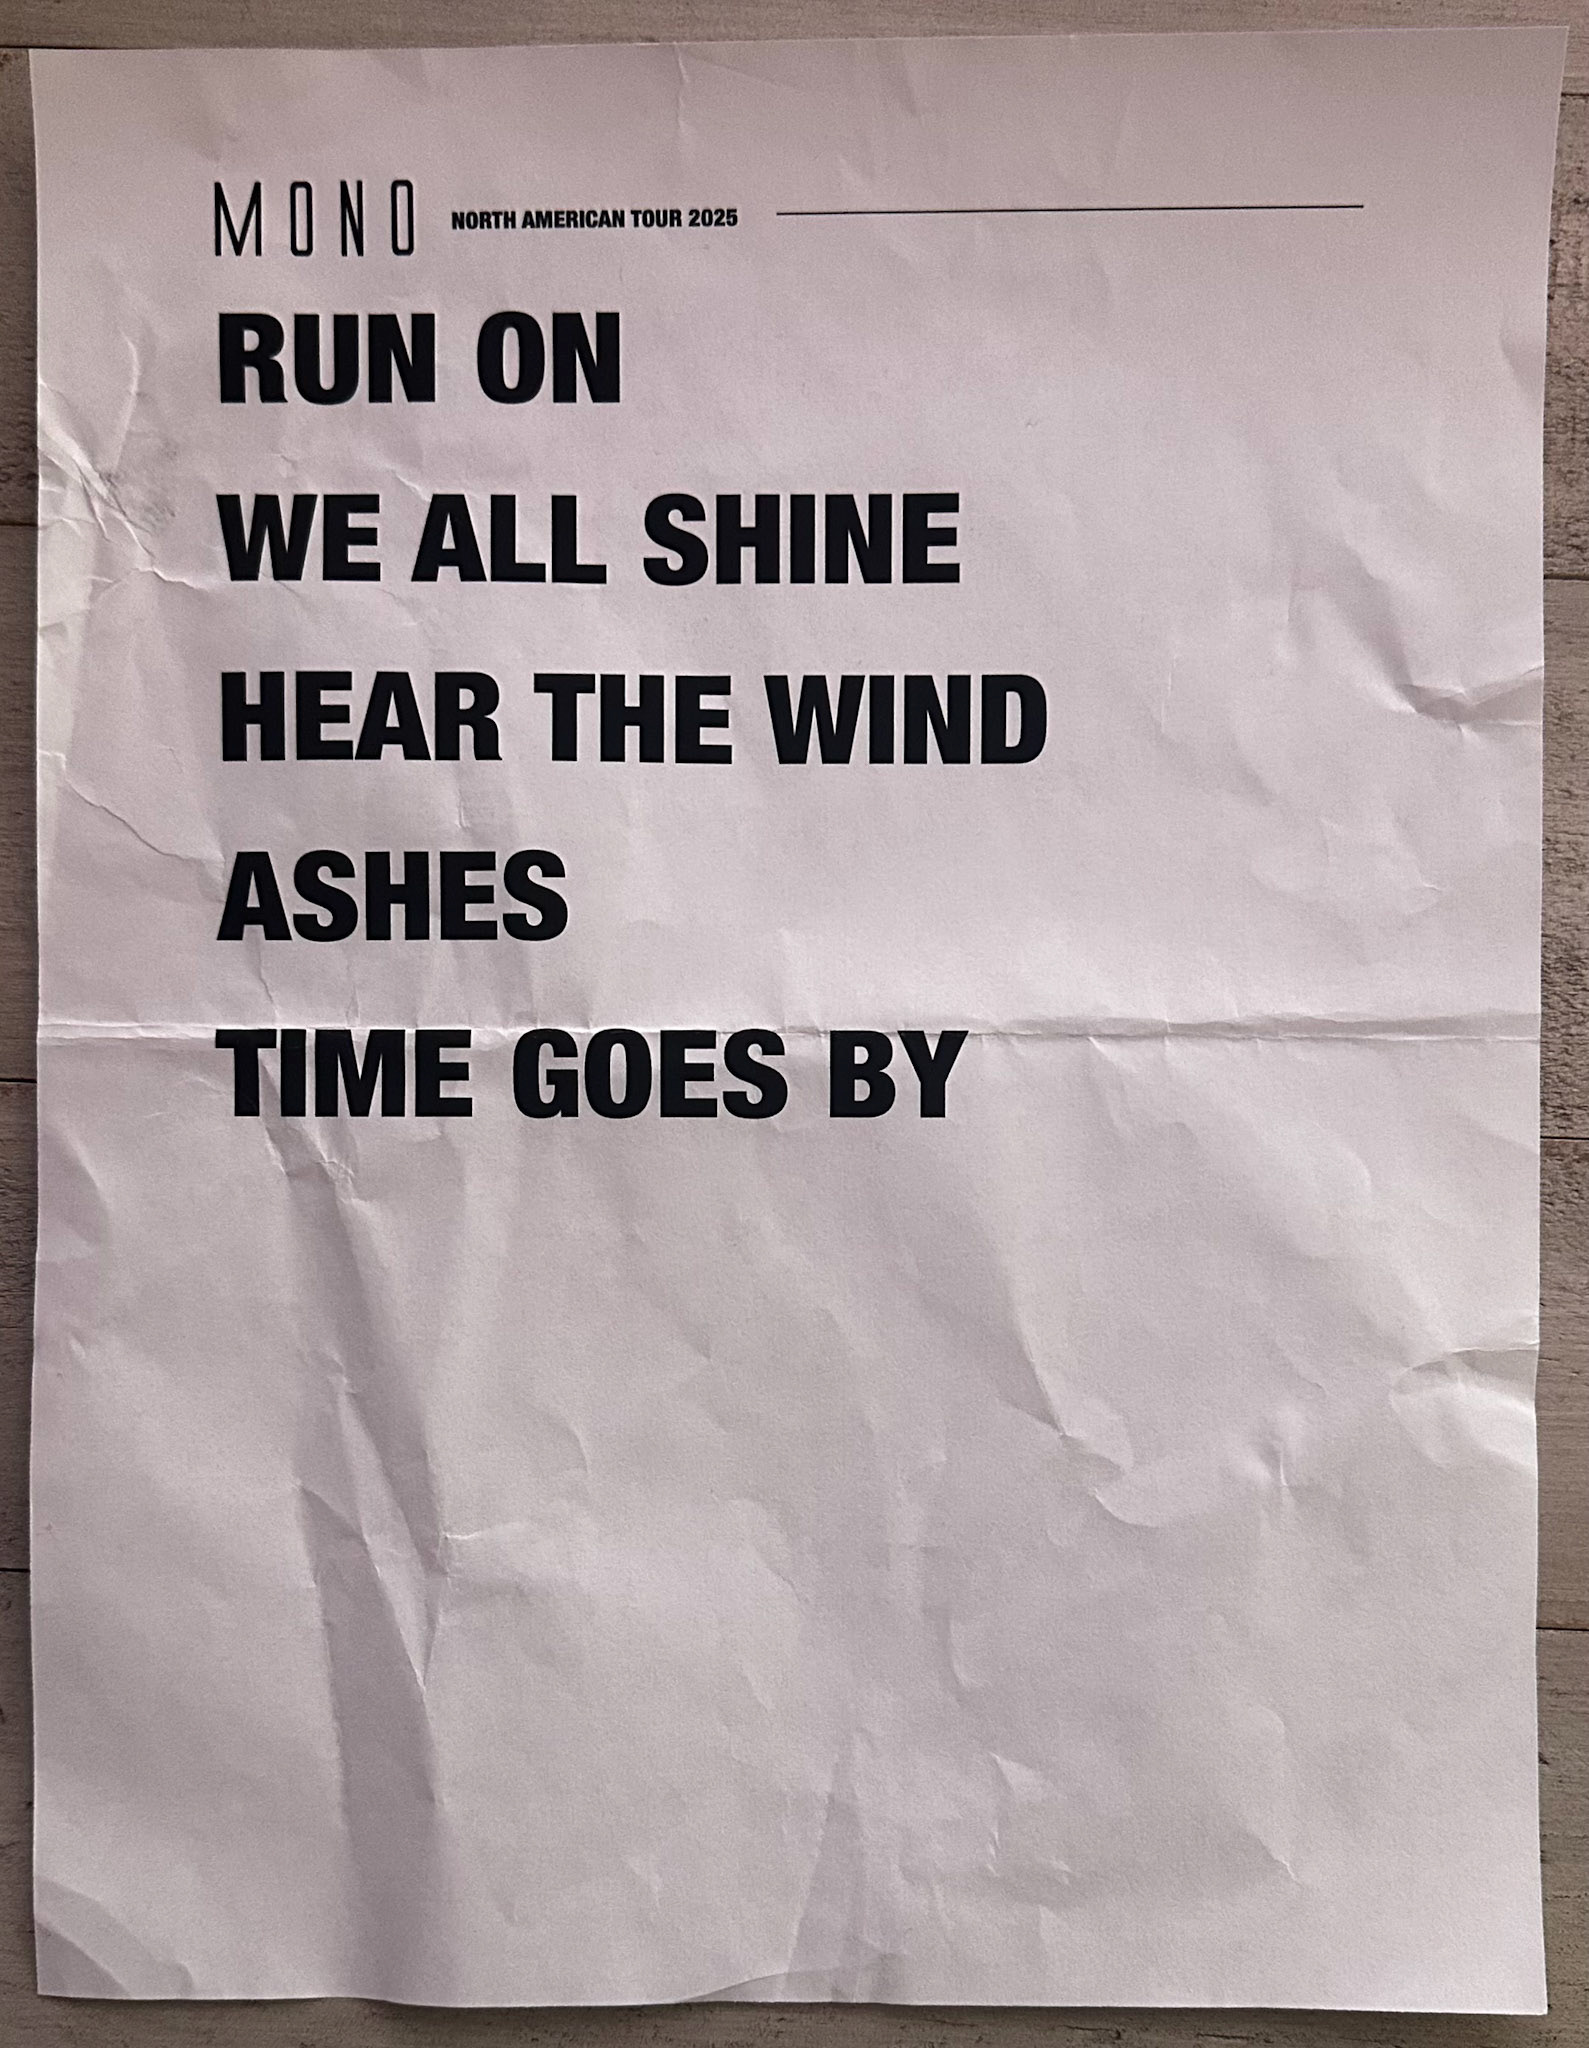 MONO NORTH AMERICAN TOUR 2025
RUN ON
WE ALL SHINE
HEAR THE WIND
ASHES
TIME GOES BY